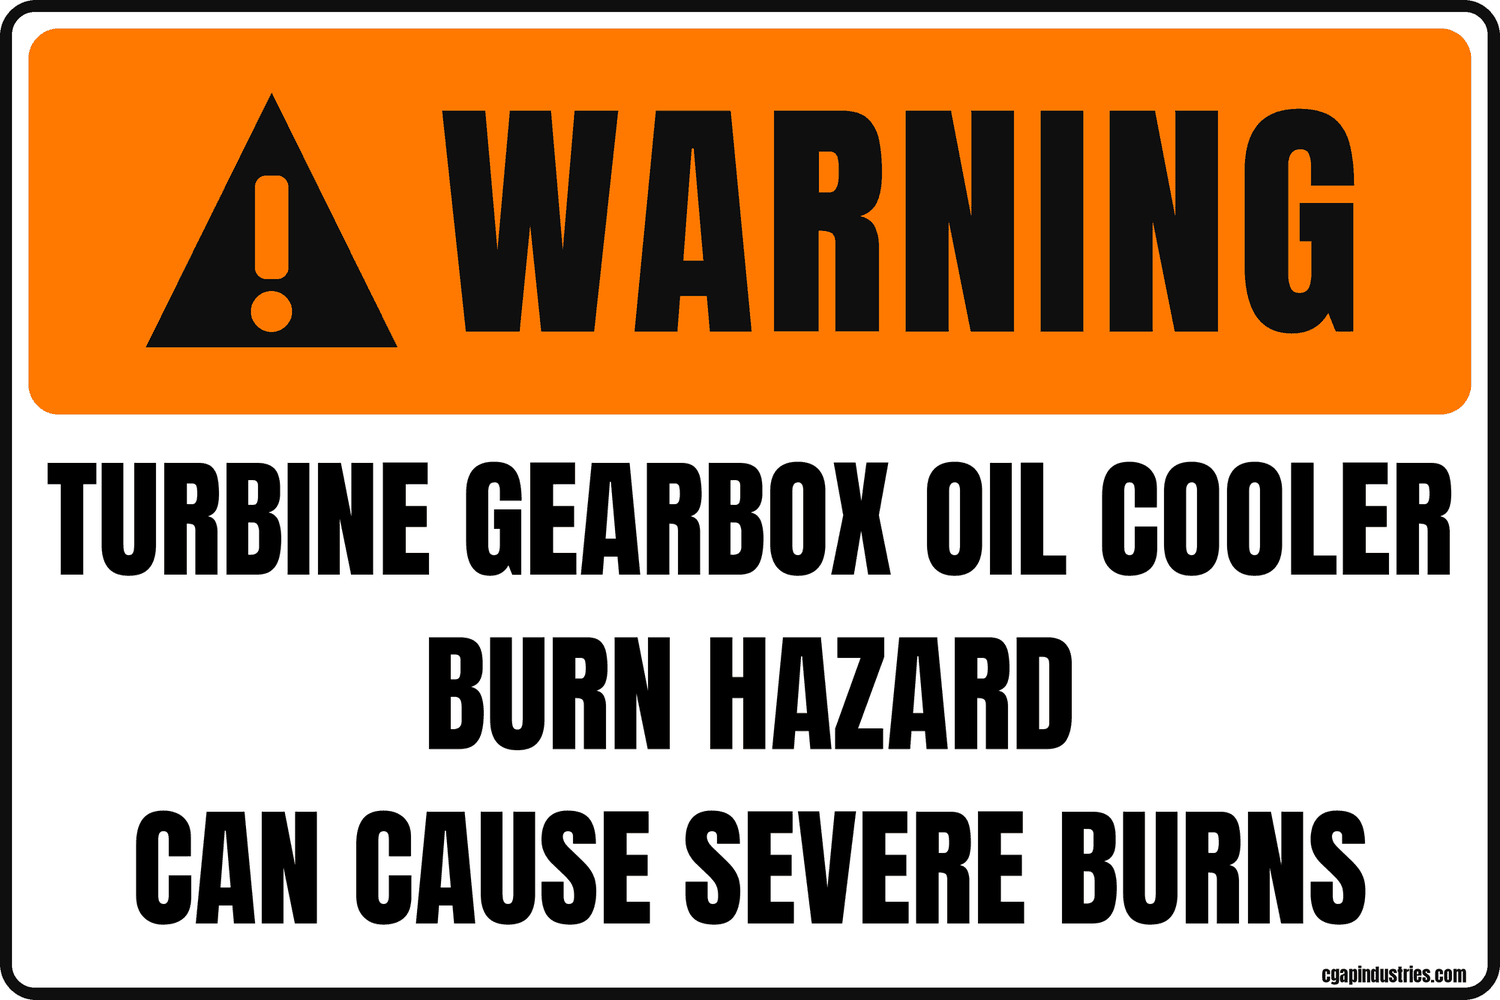 WARNING
TURBINE GEARBOX OIL COOLER
BURN HAZARD
CAN CAUSE SEVERE BURNS
cgapindustries.com